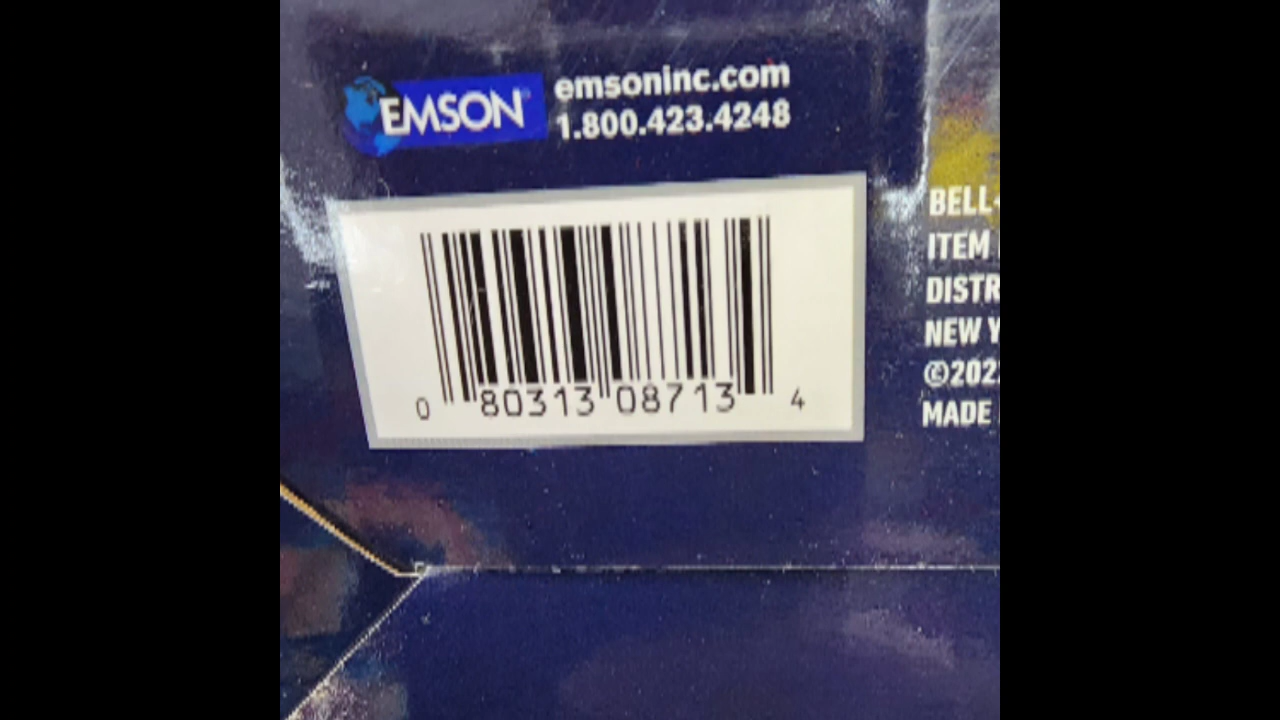 EMSON
emsoninc.com
1.800.423.4248
0 80313 08713 4
BELL
ITEM
DISTR
NEW Y
©202
MADE